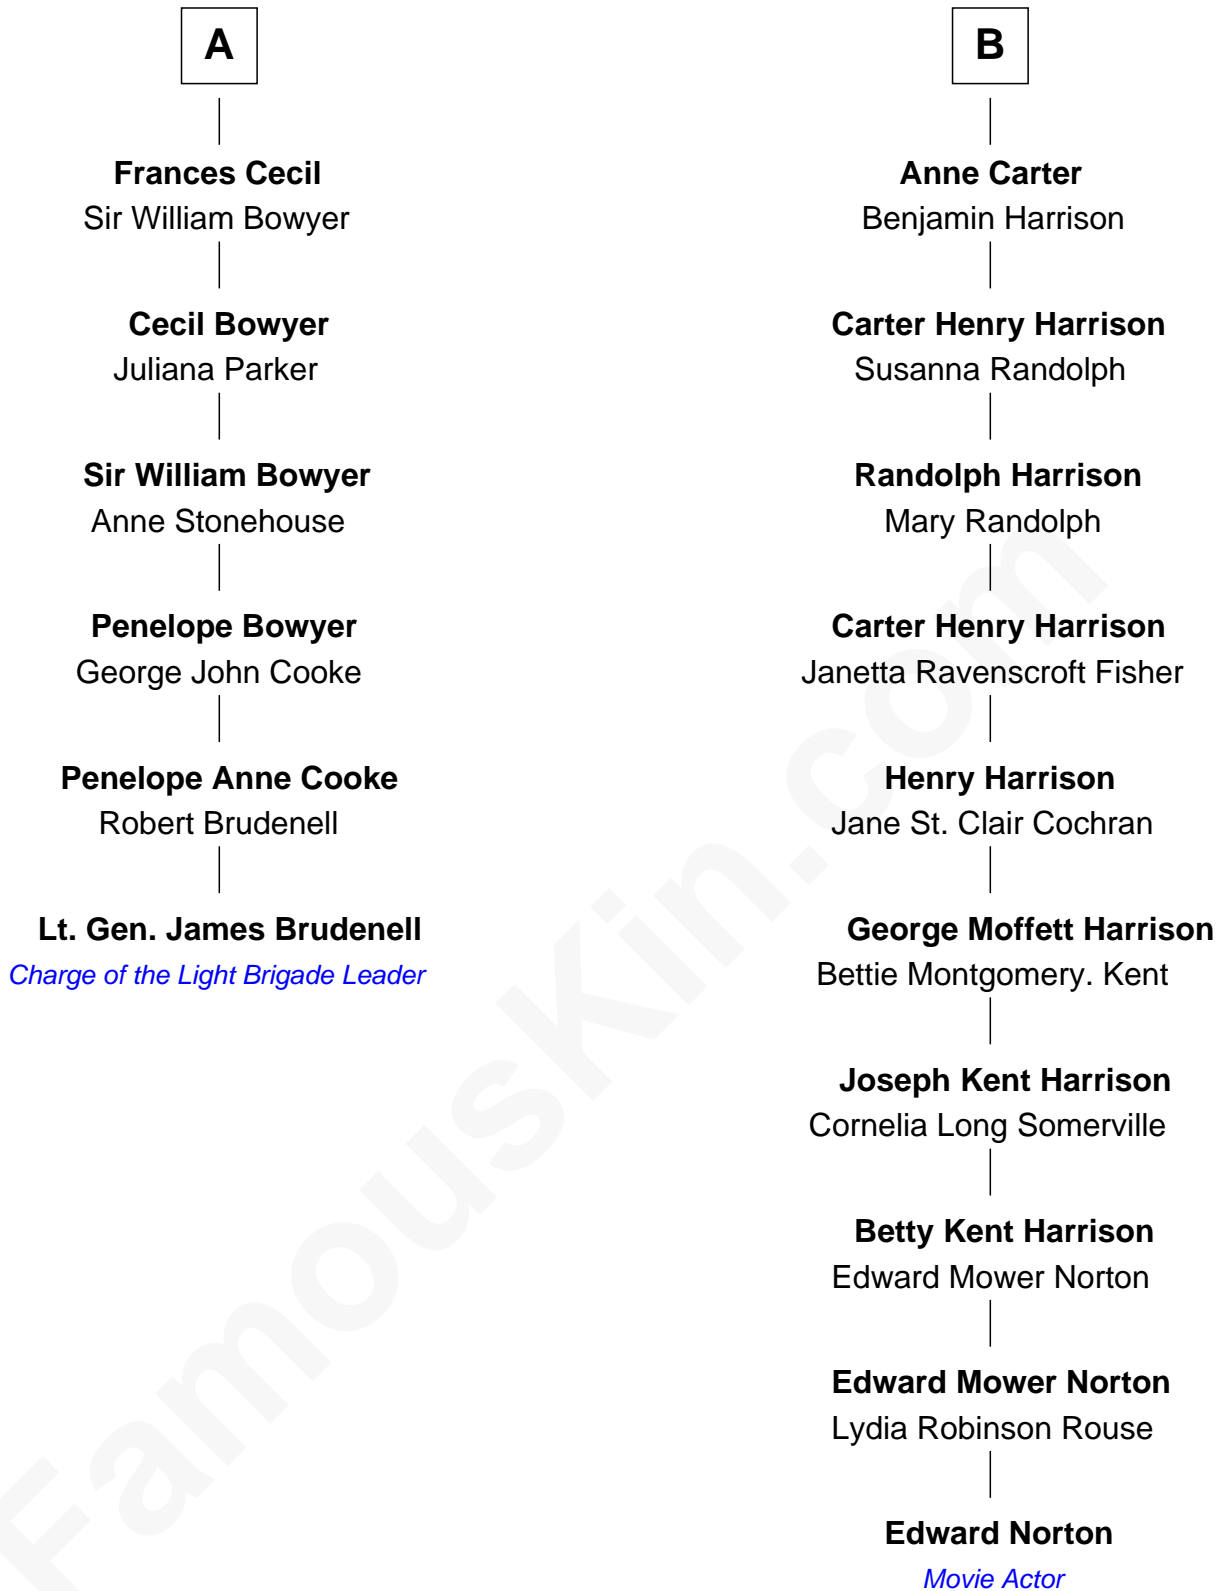 A
Frances Cecil
Sir William Bowyer
Cecil Bowyer
Juliana Parker
Sir William Bowyer
Anne Stonehouse
Penelope Bowyer
George John Cooke
Penelope Anne Cooke
Robert Brudenell
Lt. Gen. James Brudenell
Charge of the Light Brigade Leader
B
Anne Carter
Benjamin Harrison
Carter Henry Harrison
Susanna Randolph
Randolph Harrison
Mary Randolph
Carter Henry Harrison
Janetta Ravenscroft Fisher
Henry Harrison
Jane St. Clair Cochran
George Moffett Harrison
Bettie Montgomery. Kent
Joseph Kent Harrison
Cornelia Long Somerville
Betty Kent Harrison
Edward Mower Norton
Edward Mower Norton
Lydia Robinson Rouse
Edward Norton
Movie Actor
FamousKin.com